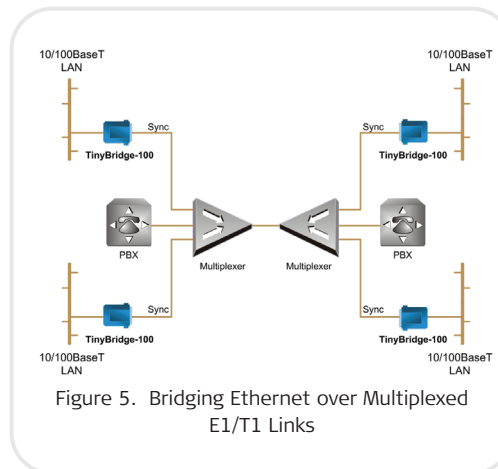 10/100BaseT
LAN
10/100BaseT
LAN
Sync
Sync
TinyBridge-100
TinyBridge-100
PBX
Multiplexer
Multiplexer
PBX
Sync
Sync
TinyBridge-100
TinyBridge-100
10/100BaseT
LAN
10/100BaseT
LAN
Figure 5. Bridging Ethernet over Multiplexed
E1/T1 Links